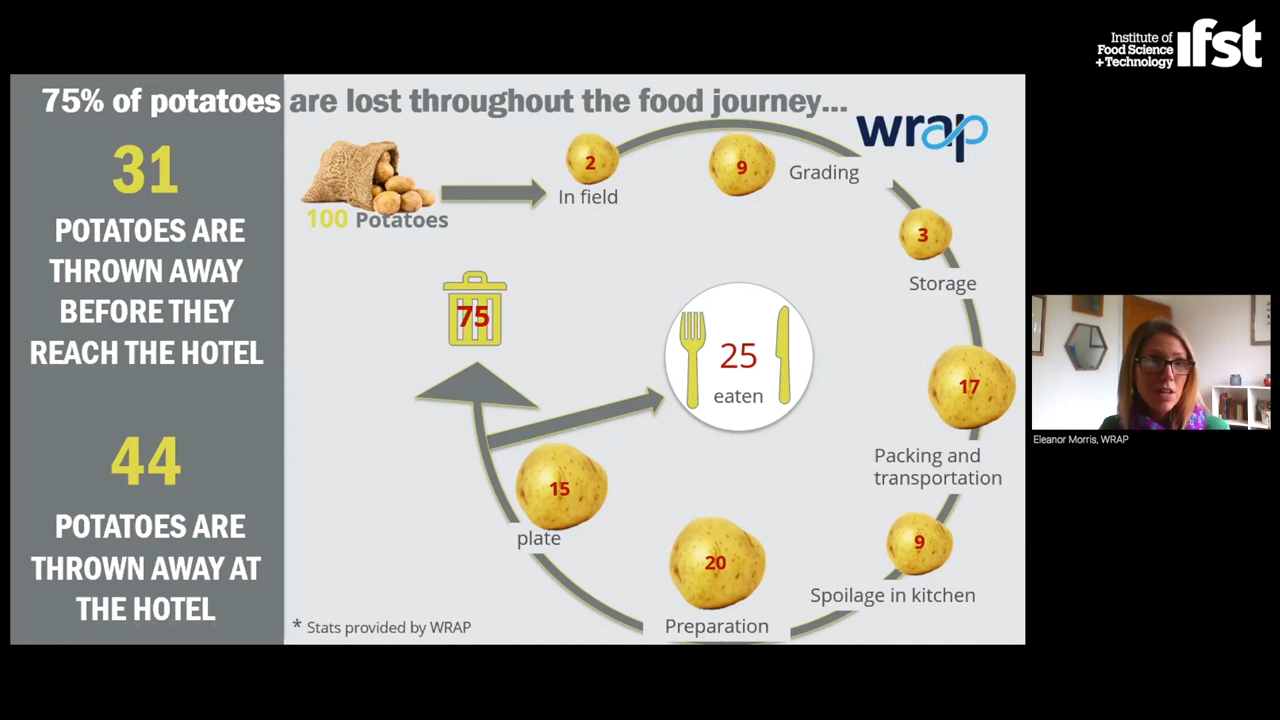 Institute of
Food Science
+Technology
ifst
75% of potatoes are lost throughout the food journey...
wrap
31
POTATOES ARE
THROWN AWAY
BEFORE THEY
REACH THE HOTEL
44
POTATOES ARE
THROWN AWAY AT
THE HOTEL
100 Potatoes
2
In field
9
Grading
3
Storage
17
Packing and
transportation
9
Spoilage in kitchen
20
Preparation
15
plate
75
25
eaten
* Stats provided by WRAP
Eleanor Morris, WRAP